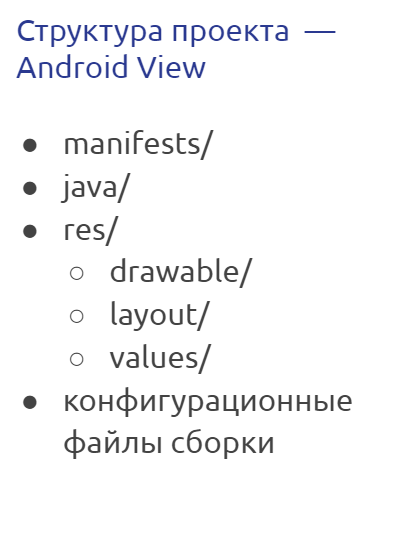 Структура проекта —
Android View
● manifests/
● java/
● res/
○ drawable/
○ layout/
○ values/
● конфигурационные
файлы сборки